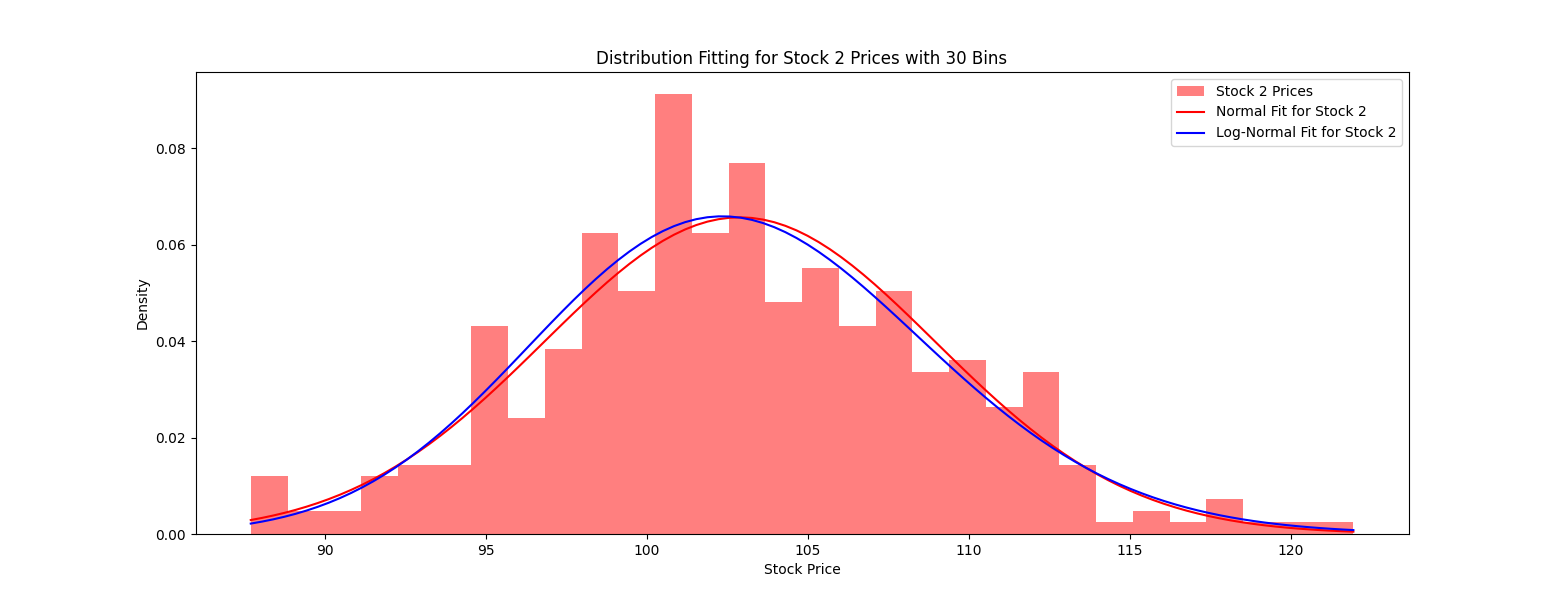 Distribution Fitting for Stock 2 Prices with 30 Bins
Stock 2 Prices
Normal Fit for Stock 2
Log-Normal Fit for Stock 2
Density
0.08
0.06
0.04
0.02
0.00
90
95
100
105
110
115
120
Stock Price